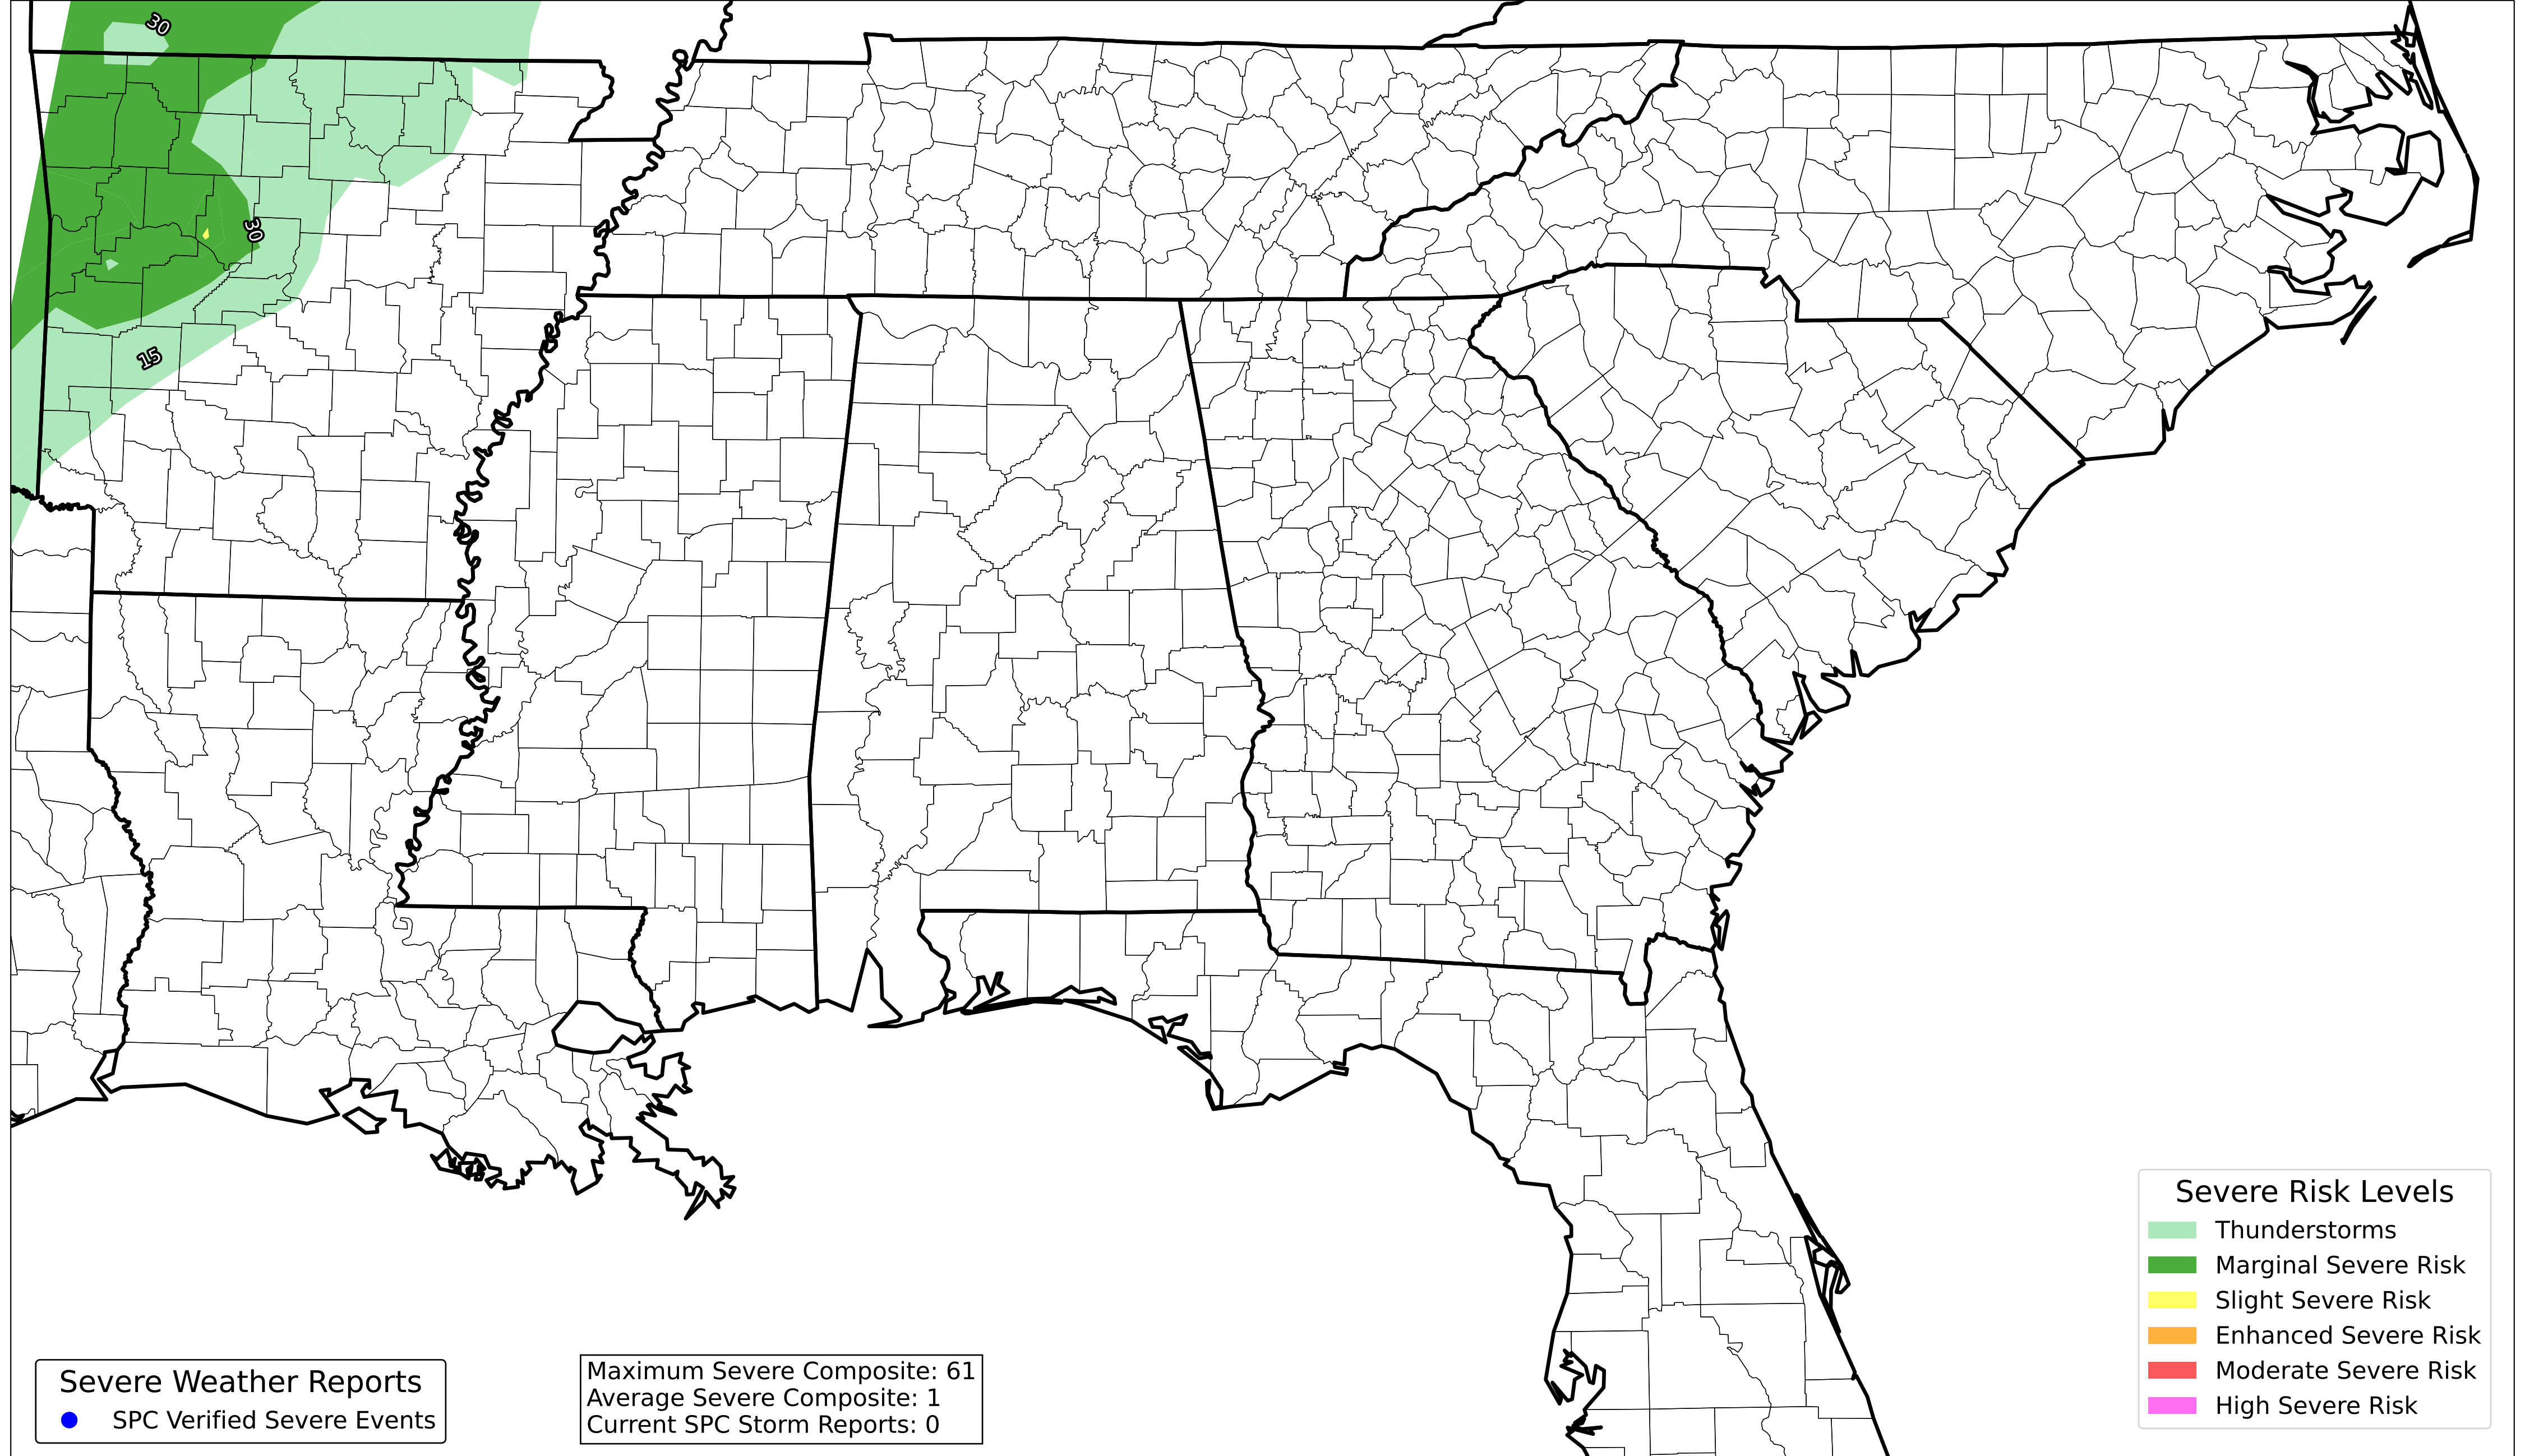 30
30
15
Severe Risk Levels
Thunderstorms
Marginal Severe Risk
Slight Severe Risk
Enhanced Severe Risk
Moderate Severe Risk
High Severe Risk
Severe Weather Reports
SPC Verified Severe Events
Maximum Severe Composite: 61
Average Severe Composite: 1
Current SPC Storm Reports: 0